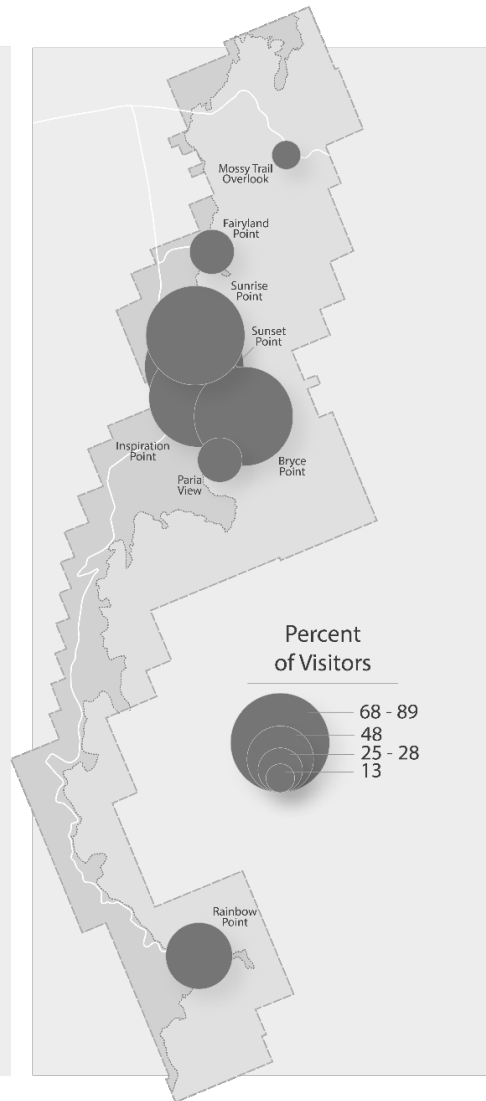 Mossy Trail
Overlook
Fairyland
Point
Sunrise
Point
Sunset
Point
Inspiration
Point
Bryce
Point
Paria
View
Percent
of Visitors
68 - 89
48
25 - 28
13
Rainbow
Point